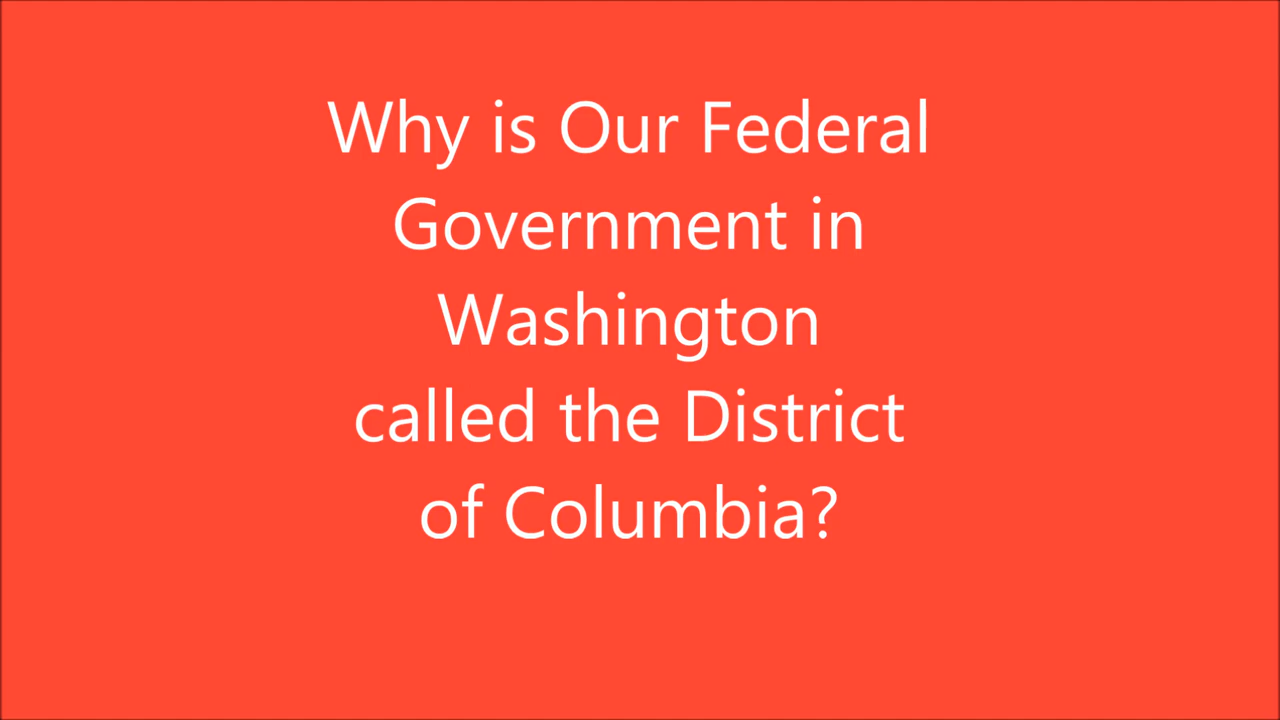 Why is Our Federal
Government in
Washington
called the District
of Columbia?